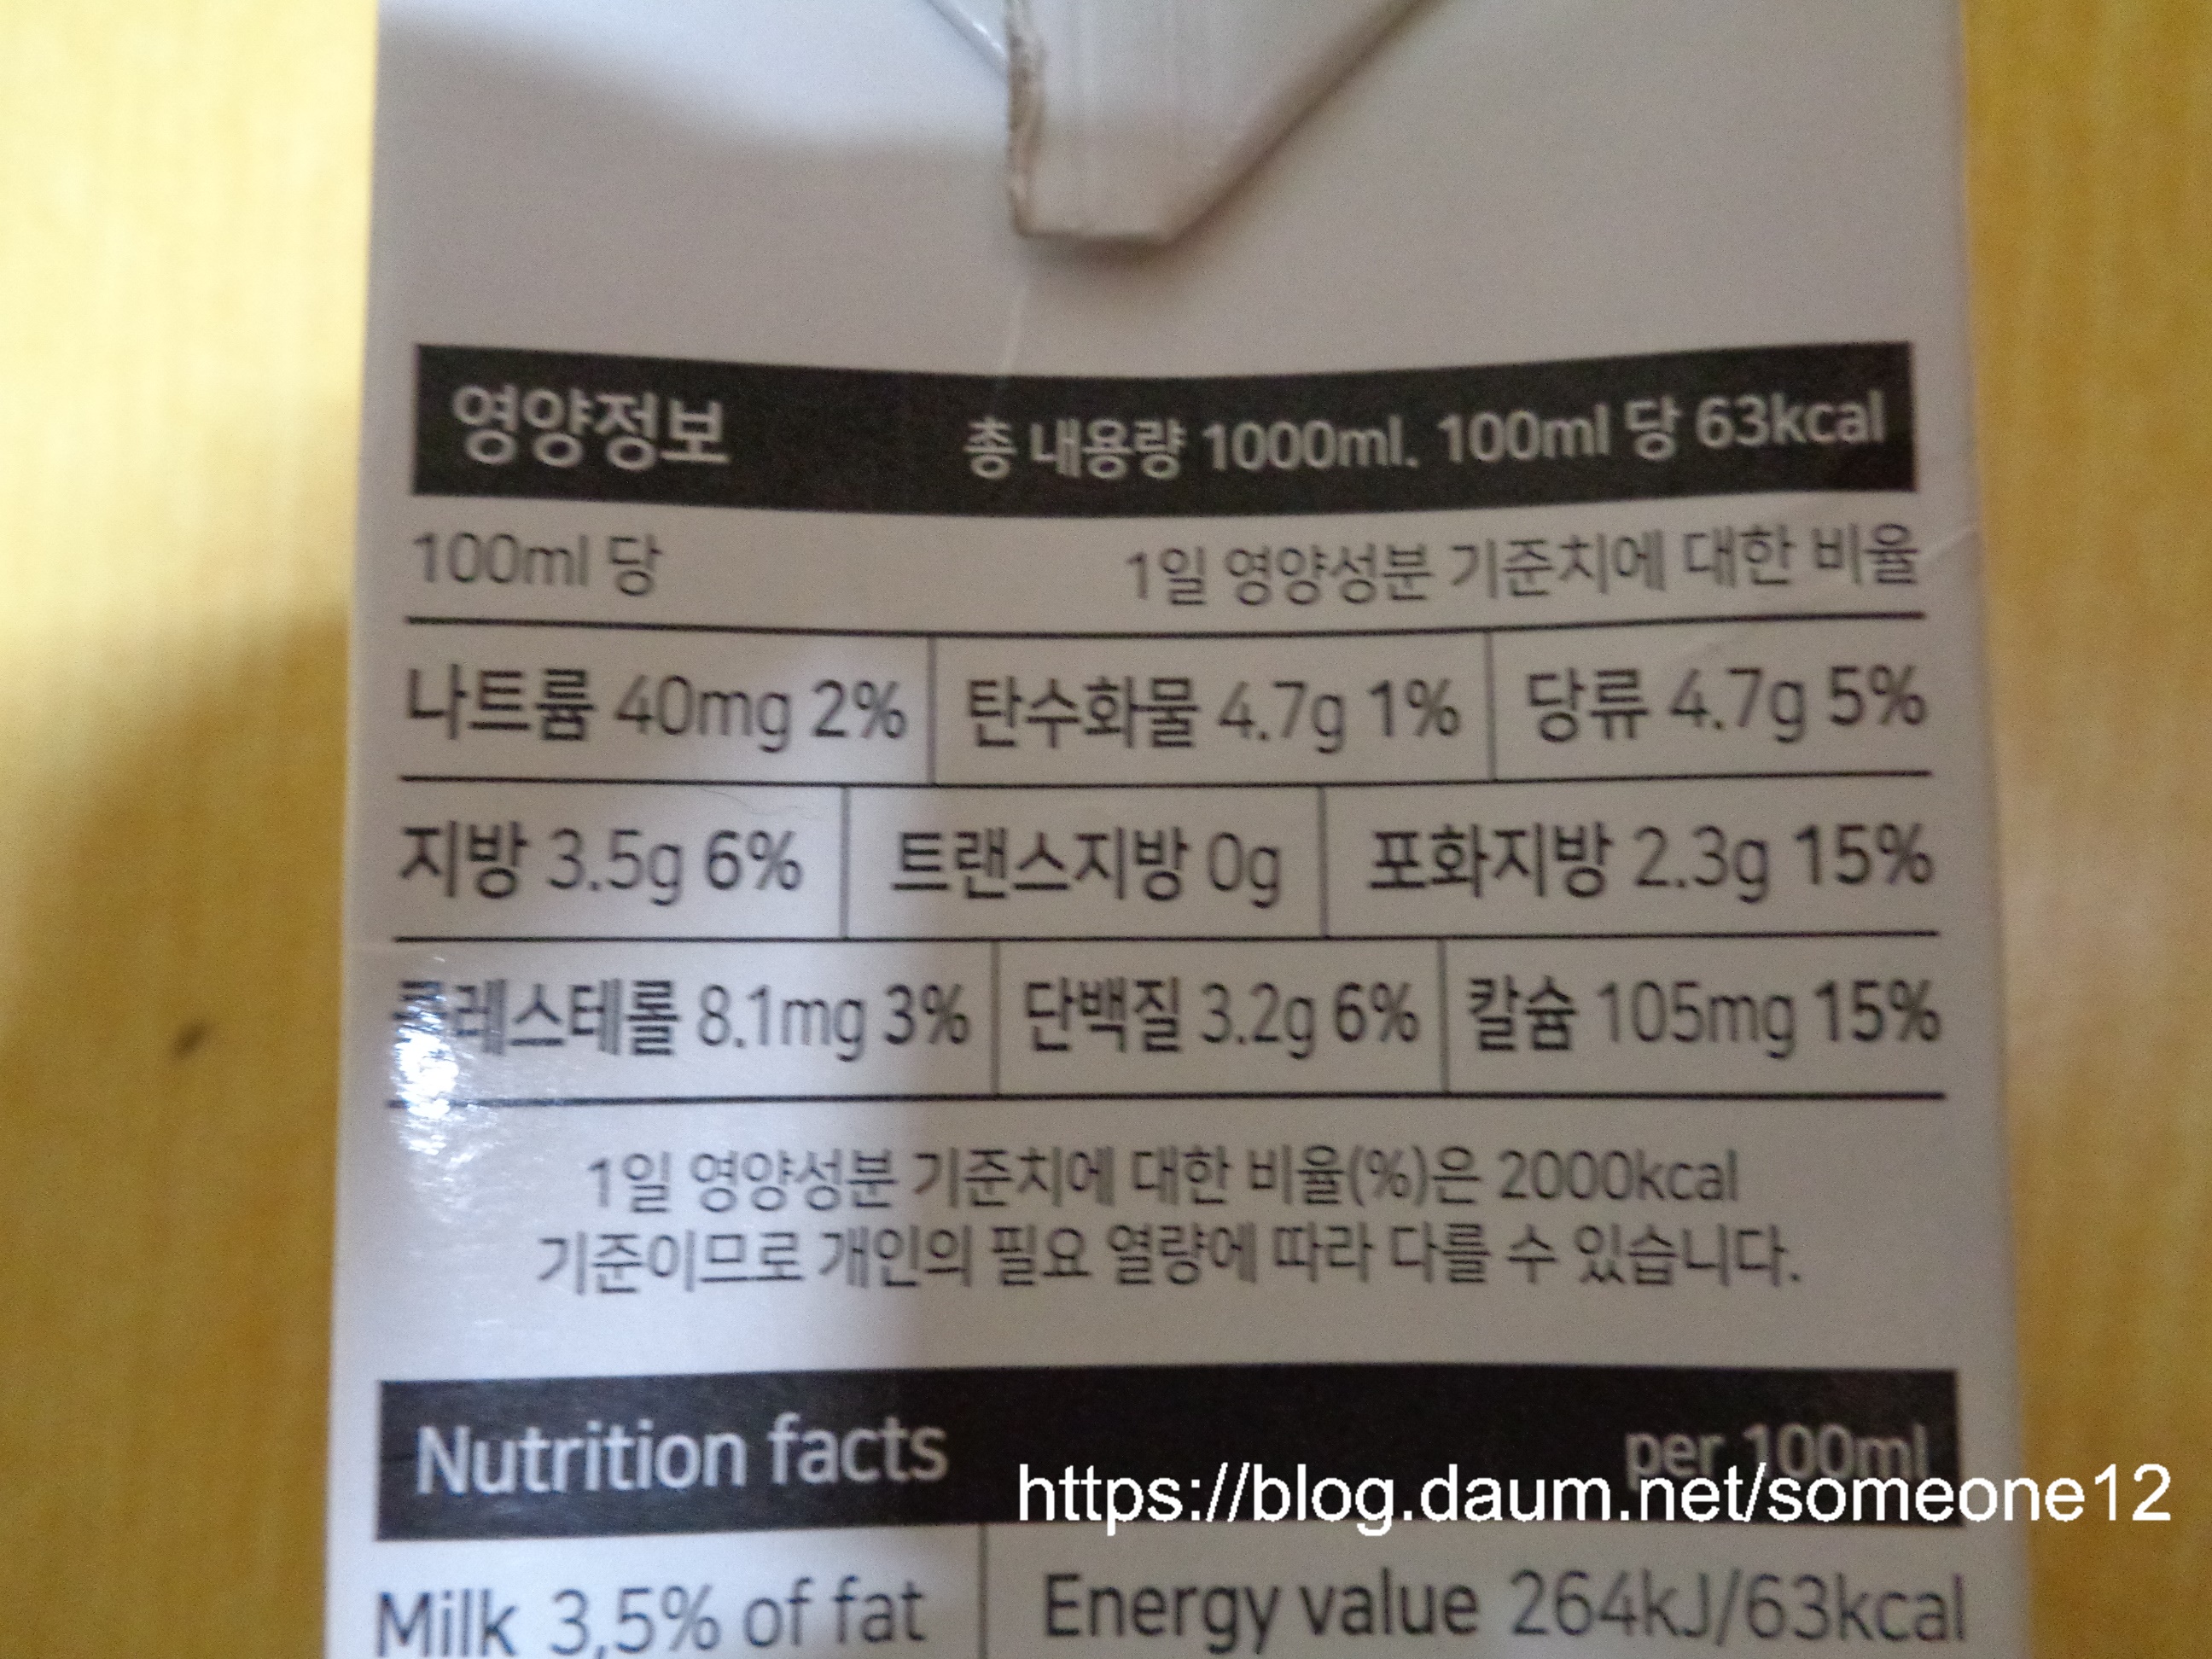 영양정보 총 내용량 1000ml. 100ml 당 63kcal
100ml 당 1일 영양성분 기준치에 대한 비율
나트륨 40mg 2% 탄수화물 4.7g 1% 당류 4.7g 5%
지방 3.5g 6% 트랜스지방 0g 포화지방 2.3g 15%
콜레스테롤 8.1mg 3% 단백질 3.2g 6% 칼슘 105mg 15%
1일 영양성분 기준치에 대한 비율(%)은 2000kcal
기준이므로 개인의 필요 열량에 따라 다를 수 있습니다.
Nutrition facts per 100ml
https://blog.daum.net/someone12
Milk 3,5% of fat Energy value 264kJ/63kcal